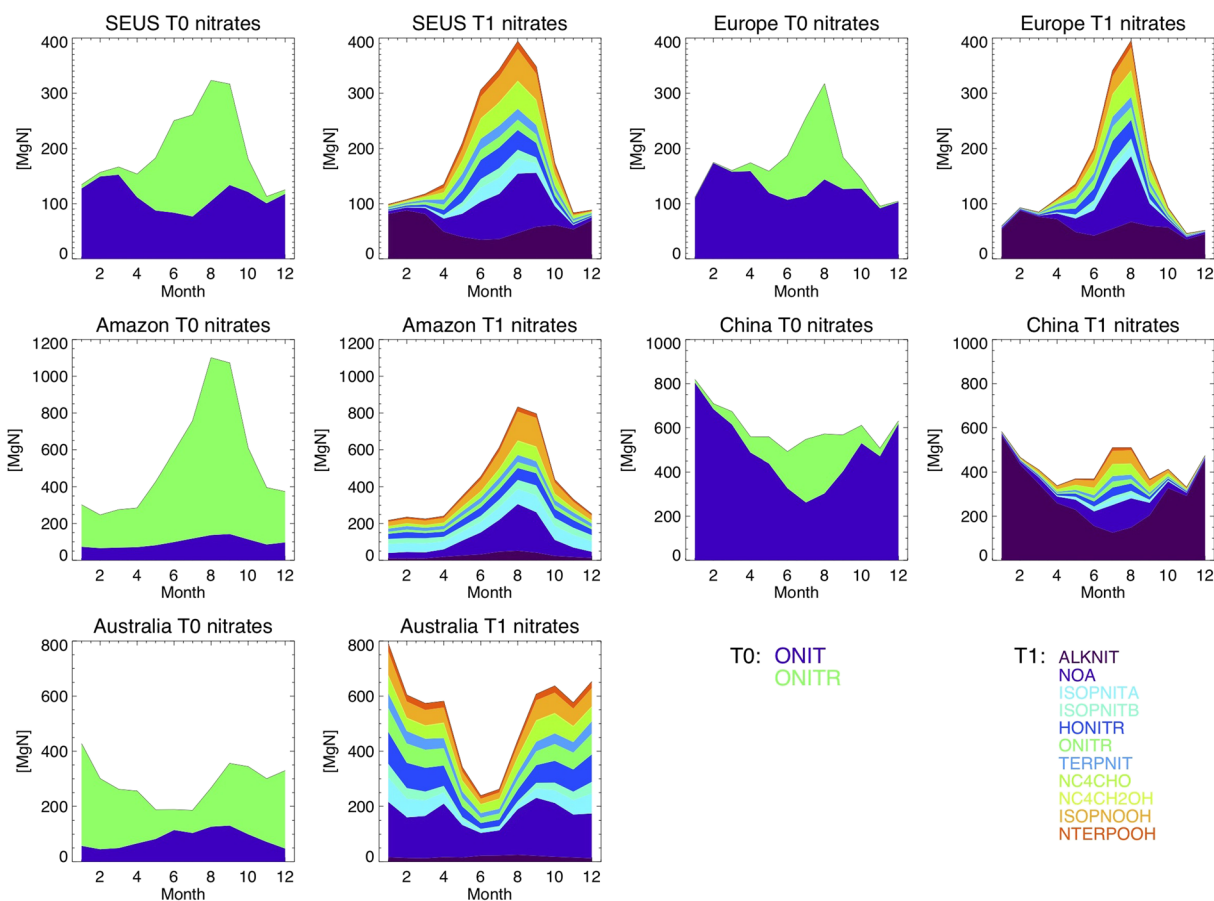 SEUS T0 nitrates
400
300
200
100
0
[MgN]
2 4 6 8 10 12
Month
SEUS T1 nitrates
400
300
200
100
0
[MgN]
2 4 6 8 10 12
Month
Europe T0 nitrates
400
300
200
100
0
[MgN]
2 4 6 8 10 12
Month
Europe T1 nitrates
400
300
200
100
0
[MgN]
2 4 6 8 10 12
Month
Amazon T0 nitrates
1200
1000
800
600
400
200
0
[MgN]
2 4 6 8 10 12
Month
Amazon T1 nitrates
1200
1000
800
600
400
200
0
[MgN]
2 4 6 8 10 12
Month
China T0 nitrates
1000
800
600
400
200
0
[MgN]
2 4 6 8 10 12
Month
China T1 nitrates
1000
800
600
400
200
0
[MgN]
2 4 6 8 10 12
Month
Australia T0 nitrates
800
600
400
200
0
[MgN]
2 4 6 8 10 12
Month
Australia T1 nitrates
800
600
400
200
0
[MgN]
2 4 6 8 10 12
Month
T0: ONIT
ONITR
T1: ALKNIT
NOA
ISOPNITA
ISOPNITB
HONITR
ONITR
TERPNIT
NC4CHO
NC4CH2OH
ISOPNOOH
NTERPOOH